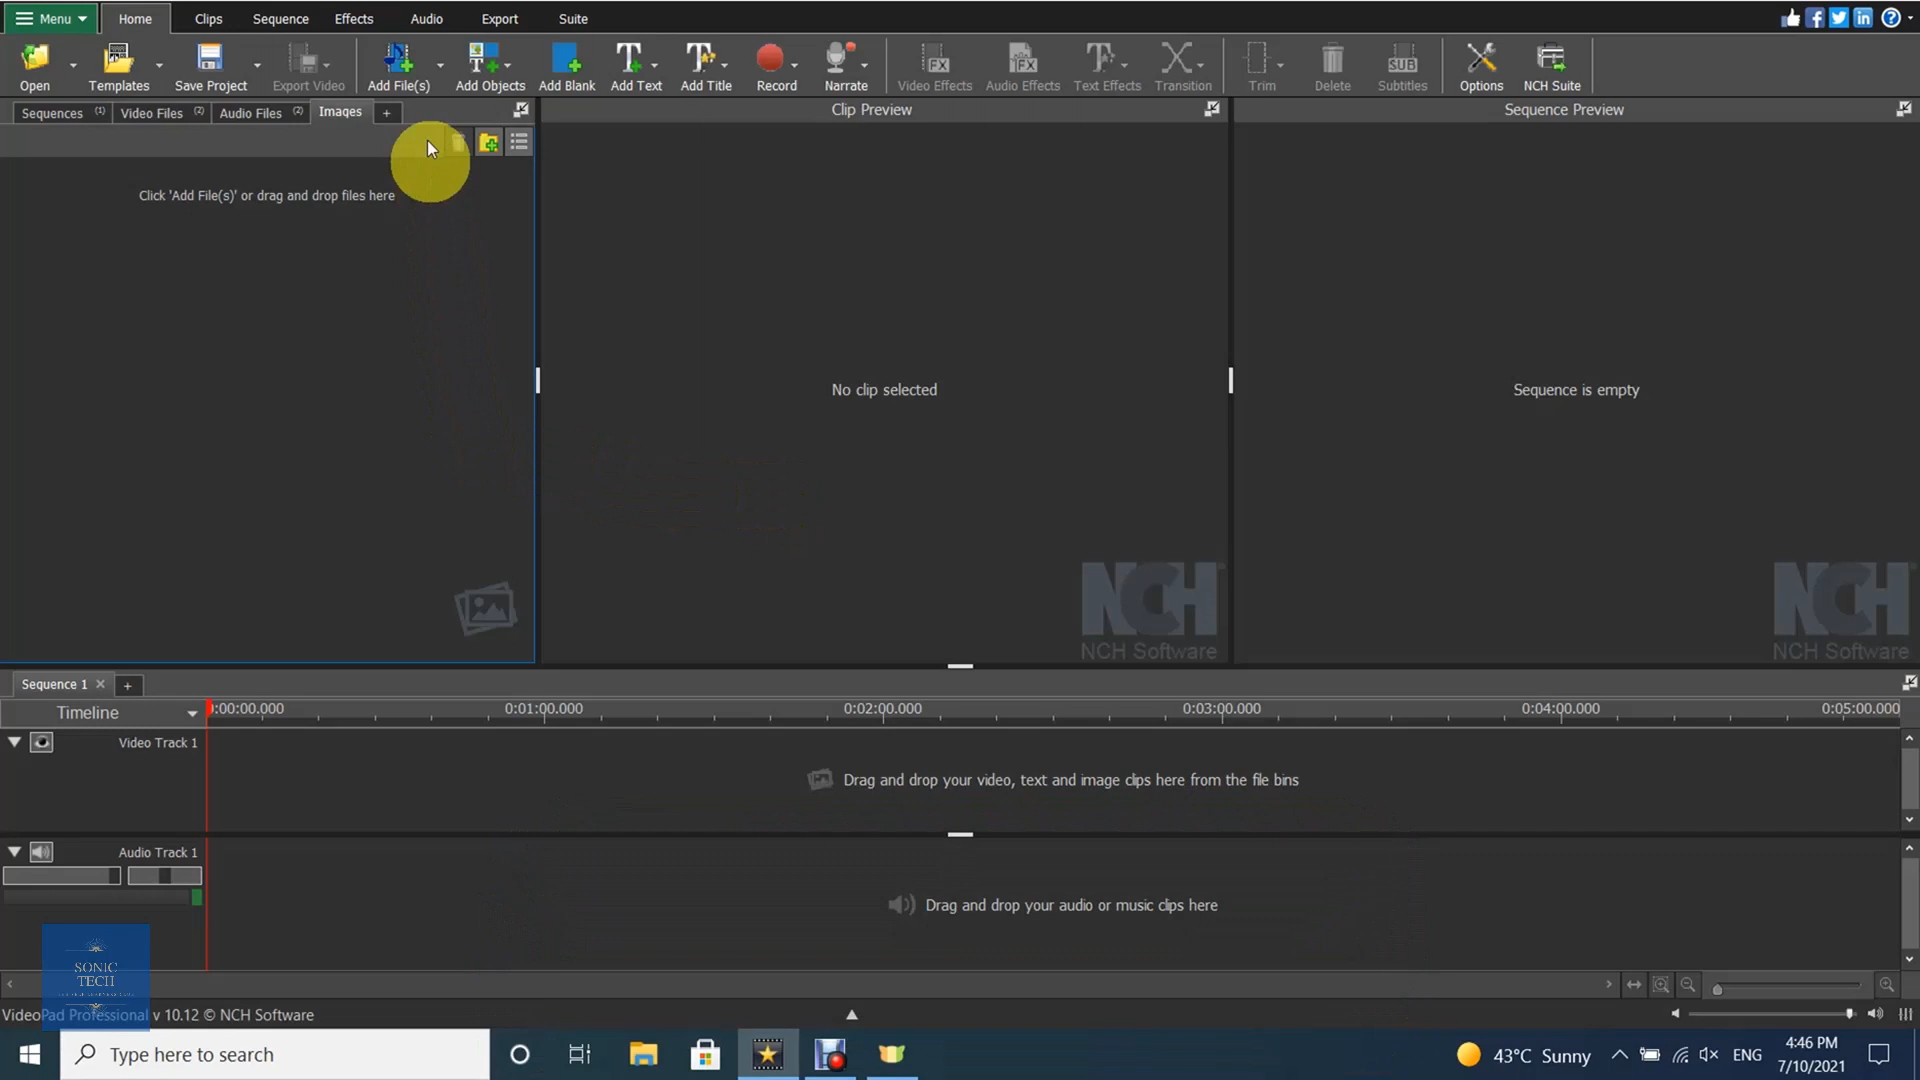 Menu
Home
Clips
Sequence
Effects
Audio
Export
Suite
Open
Templates
Save Project
Export Video
Add File(s)
Add Objects
Add Blank
Add Text
Add Title
Record
Narrate
Video Effects
Audio Effects
Text Effects
Transition
Trim
Delete
SUB
Subtitles
Options
NCH Suite
Sequences (1)
Video Files (2)
Audio Files (2)
Images
+
Clip Preview
Sequence Preview
Click 'Add File(s)' or drag and drop files here
No clip selected
Sequence is empty
NCH
NCH Software
NCH
NCH Software
Sequence 1
+
Timeline
0:00:00.000
0:01:00.000
0:02:00.000
0:03:00.000
0:04:00.000
0:05:00.000
Video Track 1
Drag and drop your video, text and image clips here from the file bins
Audio Track 1
Drag and drop your audio or music clips here
SONIC
TECH
VideoPad Professional v 10.12 © NCH Software
Type here to search
43°C Sunny
ENG
4:46 PM
7/10/2021